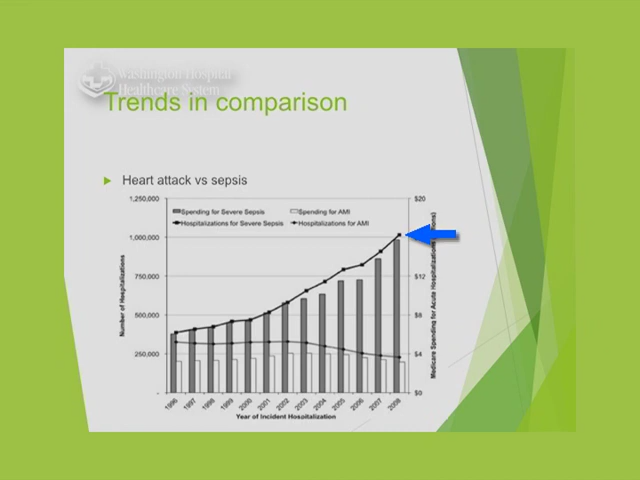 Washington Hospital
Healthcare System
Trends in comparison
Heart attack vs sepsis
1,250,000
1,000,000
750,000
500,000
250,000
-
Number of Hospitalizations
Spending for Severe Sepsis
Spending for AMI
Hospitalizations for Severe Sepsis
Hospitalizations for AMI
$20
$12
$8
$4
$0
Medicare Spending for Acute Hospitalizations
1996 1997 1998 1999 2000 2001 2002 2003 2004 2005 2006 2007 2008
Year of Incident Hospitalization